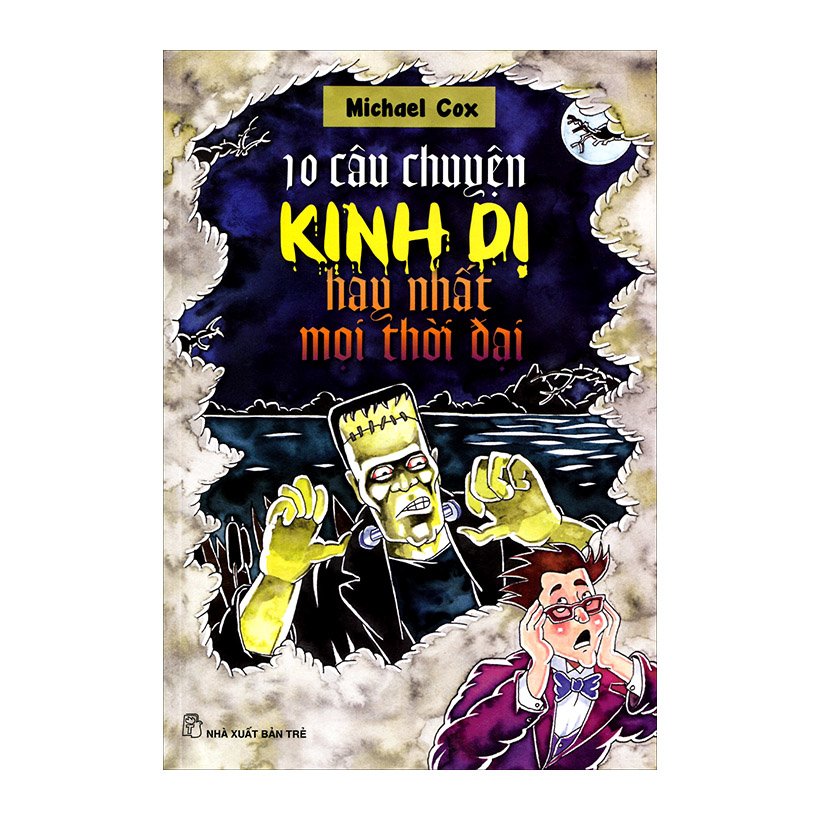 Michael Cox
10 câu chuyện
KINH DỊ
hay nhất
mọi thời đại
NHÀ XUẤT BẢN TRẺ